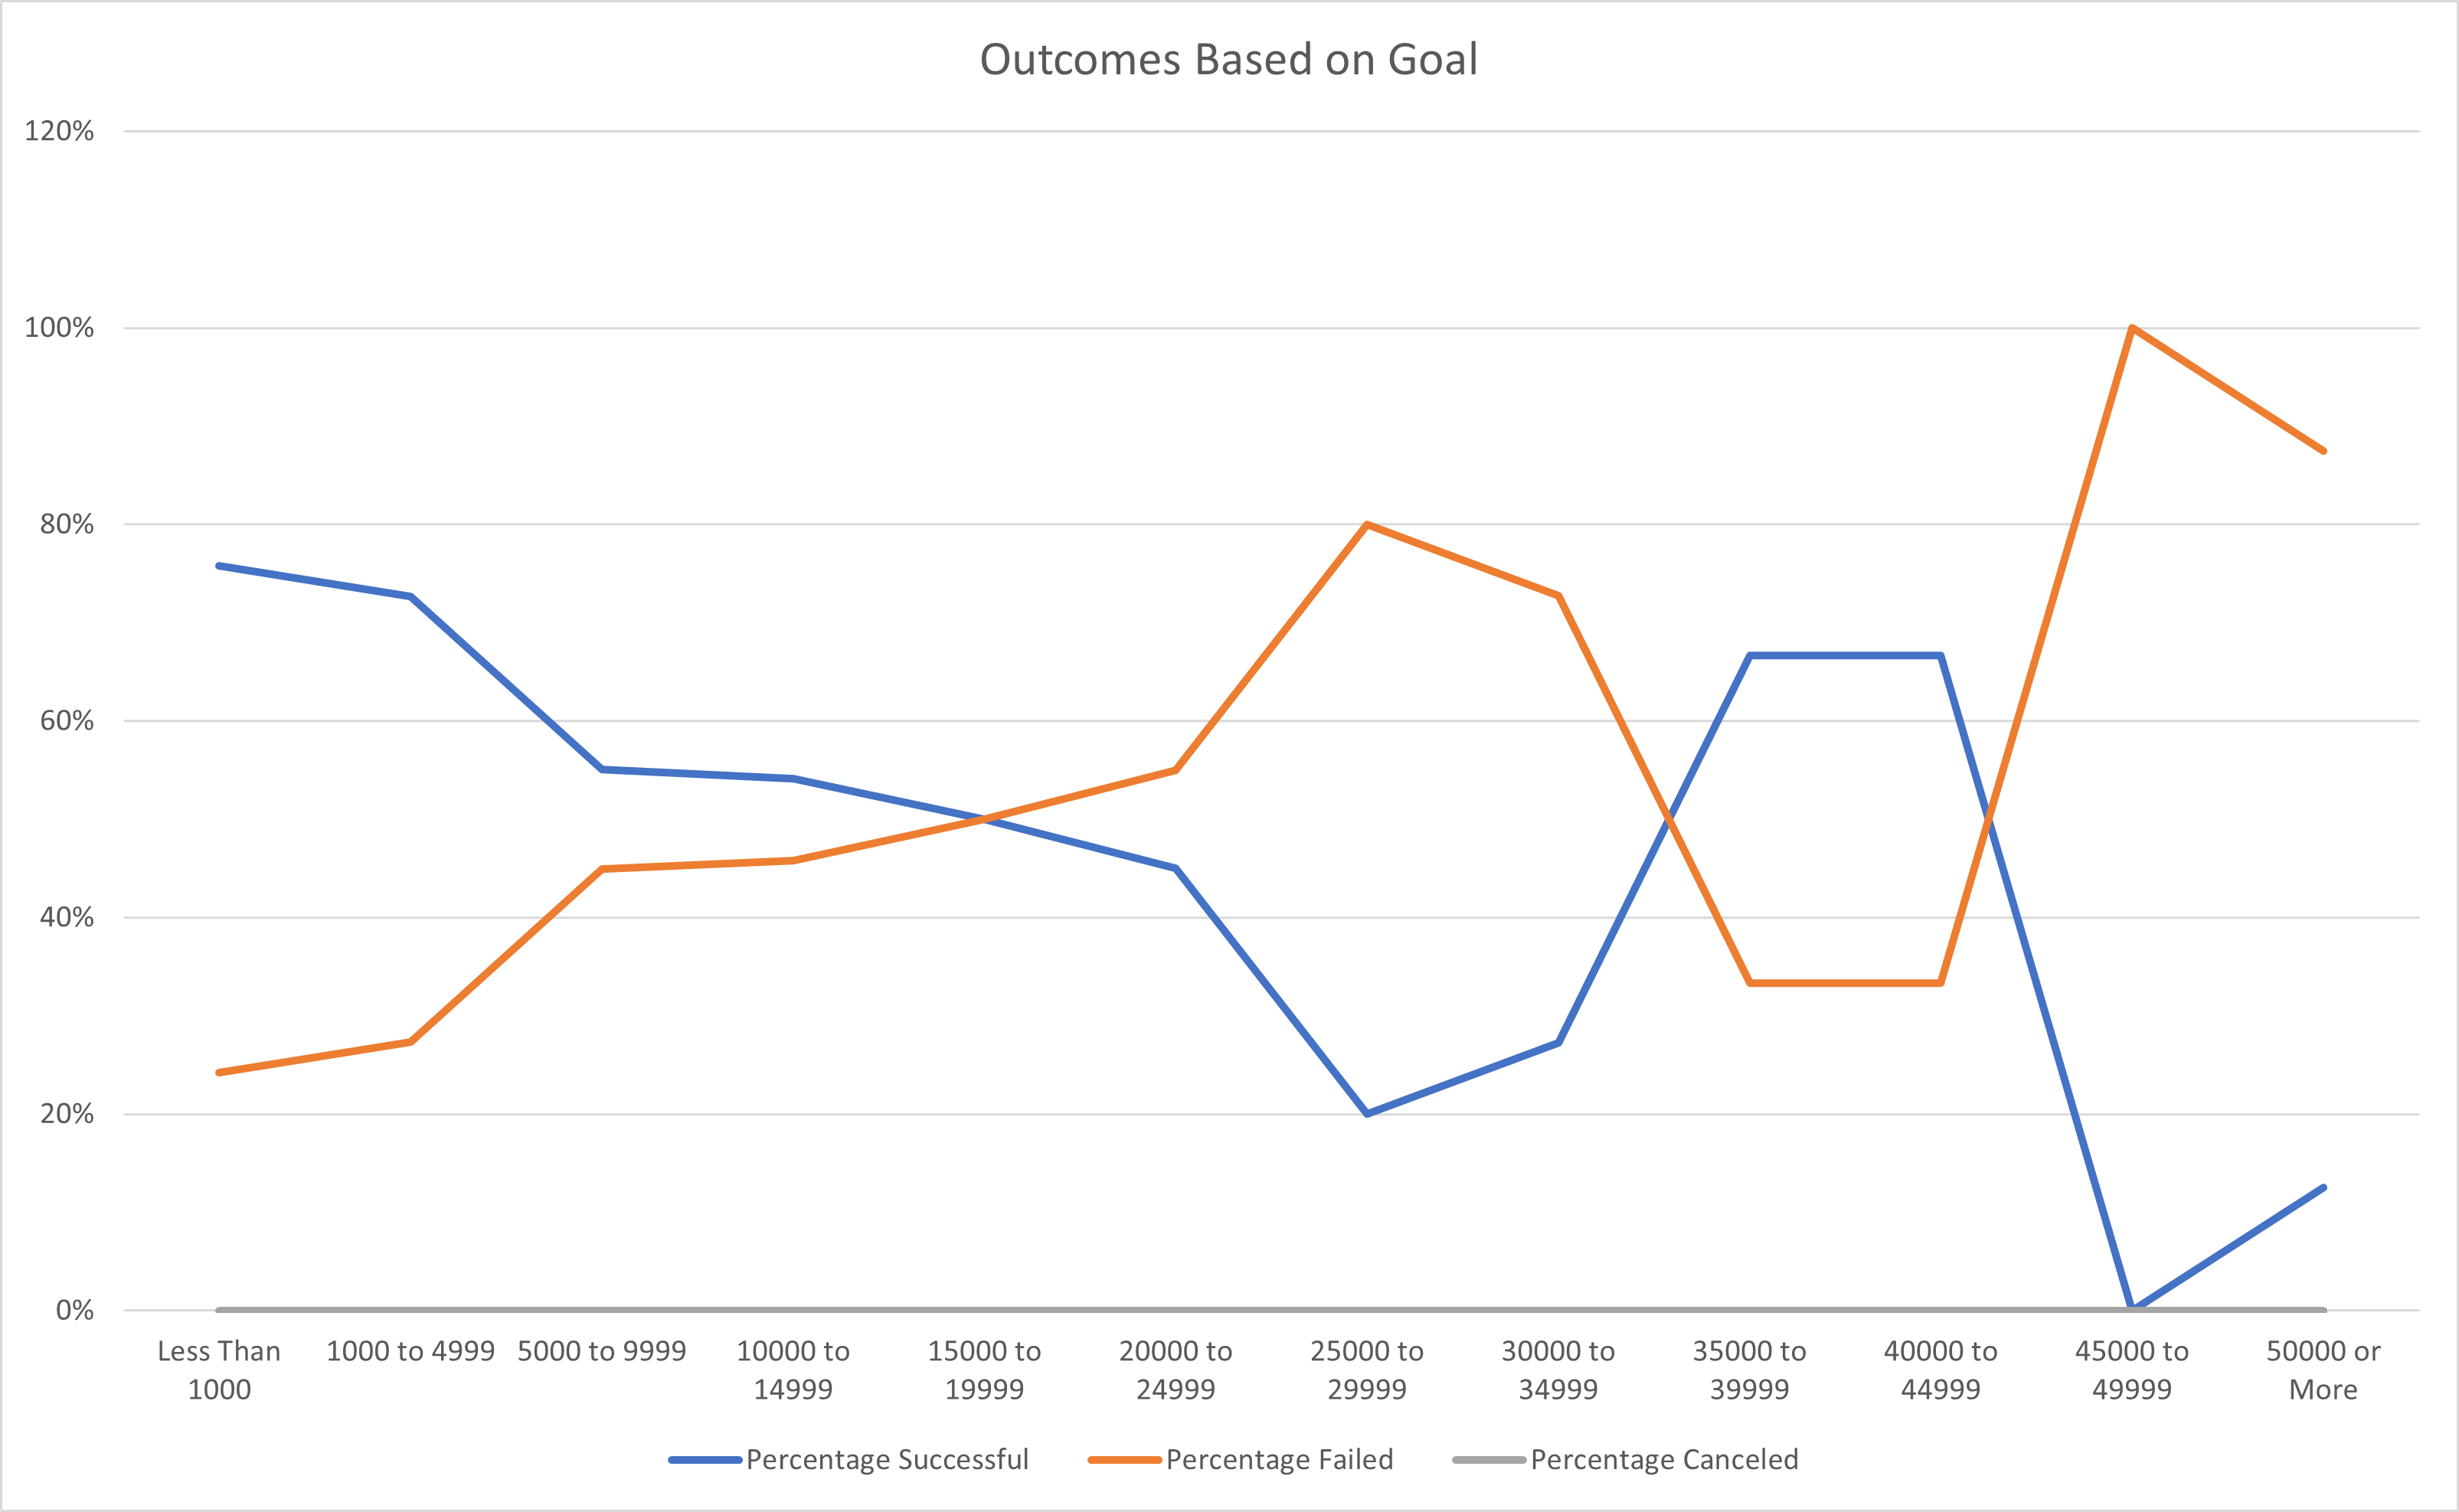 Outcomes Based on Goal
120%
100%
80%
60%
40%
20%
0%
Less Than
1000
1000 to 4999
5000 to 9999
10000 to
14999
15000 to
19999
20000 to
24999
25000 to
29999
30000 to
34999
35000 to
39999
40000 to
44999
45000 to
49999
50000 or
More
Percentage Successful
Percentage Failed
Percentage Canceled